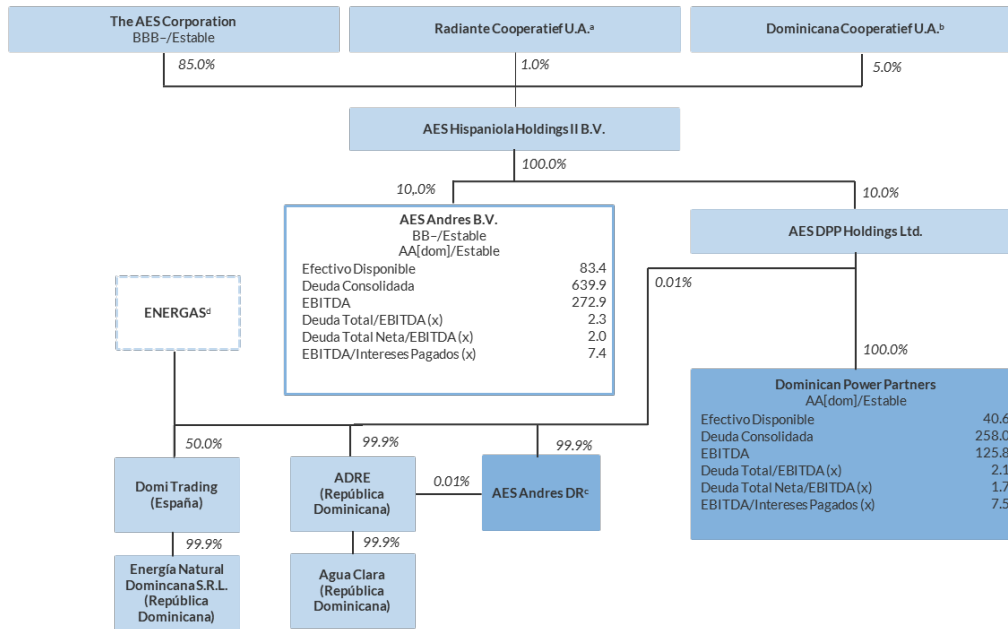 The AES Corporation
BBB–/Estable
Radiante Cooperatief U.A.ᵃ
Dominicana Cooperatief U.A.ᵇ
85.0%
1.0%
5.0%
AES Hispaniola Holdings II B.V.
100.0%
10,.0%
10.0%
AES Andres B.V.
BB–/Estable
AA[dom]/Estable
Efectivo Disponible 83.4
Deuda Consolidada 639.9
EBITDA 272.9
Deuda Total/EBITDA (x) 2.3
Deuda Total Neta/EBITDA (x) 2.0
EBITDA/Intereses Pagados (x) 7.4
AES DPP Holdings Ltd.
0.01%
ENERGASᵈ
100.0%
Dominican Power Partners
AA[dom]/Estable
Efectivo Disponible 40.6
Deuda Consolidada 258.0
EBITDA 125.8
Deuda Total/EBITDA (x) 2.1
Deuda Total Neta/EBITDA (x) 1.7
EBITDA/Intereses Pagados (x) 7.5
50.0%
99.9%
99.9%
Domi Trading
(España)
ADRE
(República
Dominicana)
0.01%
AES Andres DRᶜ
99.9%
99.9%
Energía Natural
Domincana S.R.L.
(República
Dominicana)
Agua Clara
(República
Dominicana)